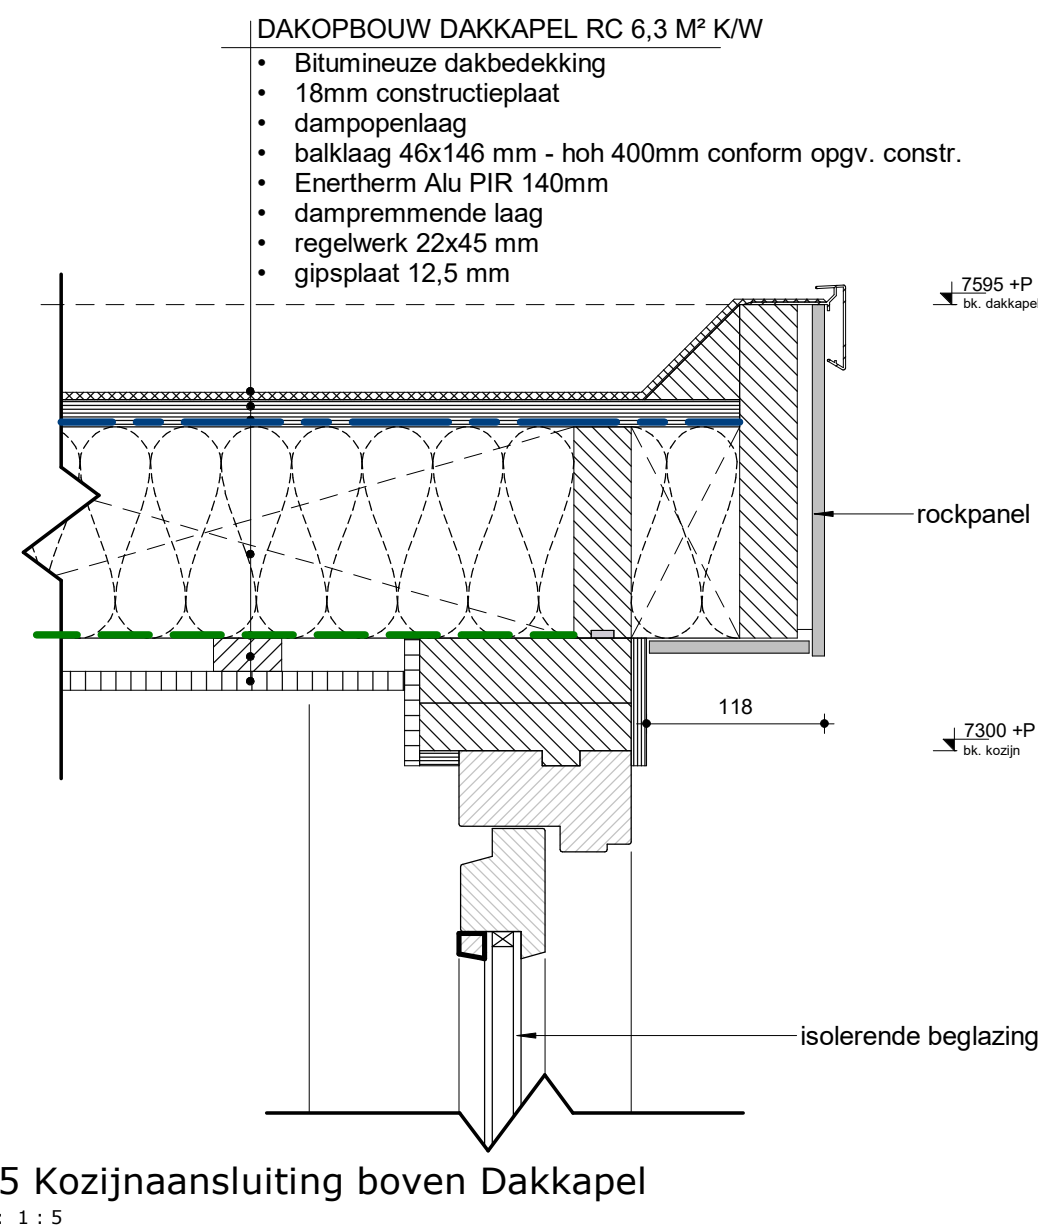 DAKOPBOUW DAKKAPEL RC 6,3 M² K/W
• Bitumineuze dakbedekking
• 18mm constructieplaat
• dampopenlaag
• balklaag 46x146 mm - hoh 400mm conform opgv. constr.
• Enertherm Alu PIR 140mm
• dampremmende laag
• regelwerk 22x45 mm
• gipsplaat 12,5 mm
7595 +P
bk. dakkapel
rockpanel
118
7300 +P
bk. kozijn
isolerende beglazing
5 Kozijnaansluiting boven Dakkapel
: 1 : 5